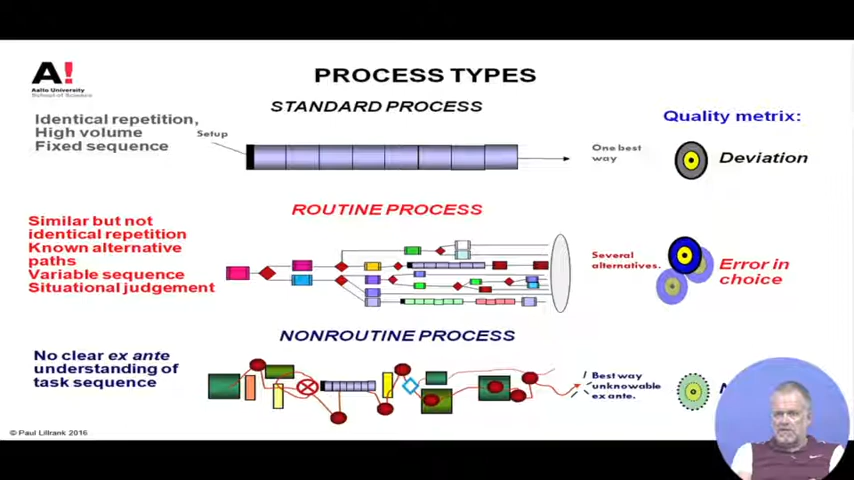 A!
Aalto University
School of Science
PROCESS TYPES
STANDARD PROCESS
Identical repetition,
High volume
Fixed sequence
Setup
One best
way
Quality metrix:
Deviation
ROUTINE PROCESS
Similar but not
identical repetition
Known alternative
paths
Variable sequence
Situational judgement
Several
alternatives.
Error in
choice
NONROUTINE PROCESS
No clear ex ante
understanding of
task sequence
Best way
unknowable
ex ante.
© Paul Lillrank 2016